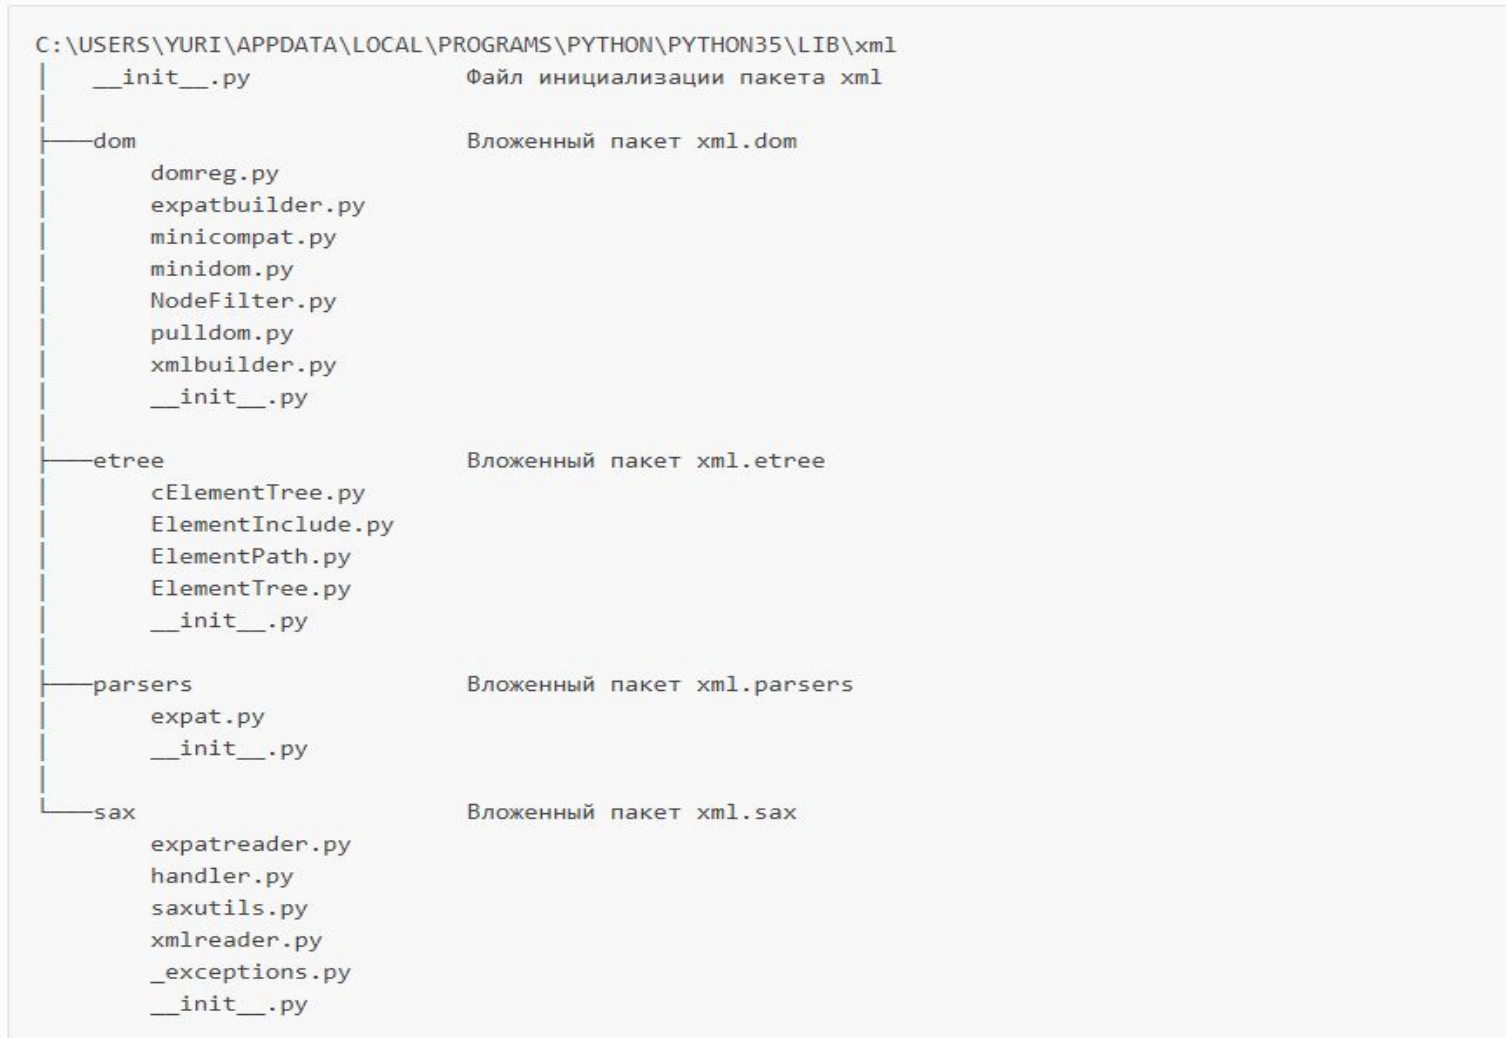 C:\USERS\YURI\APPDATA\LOCAL\PROGRAMS\PYTHON\PYTHON35\LIB\xml
__init__.py Файл инициализации пакета xml
dom Вложенный пакет xml.dom
domreg.py
expatbuilder.py
minicompat.py
minidom.py
NodeFilter.py
pulldom.py
xmlbuilder.py
__init__.py
etree Вложенный пакет xml.etree
cElementTree.py
ElementInclude.py
ElementPath.py
ElementTree.py
__init__.py
parsers Вложенный пакет xml.parsers
expat.py
__init__.py
sax Вложенный пакет xml.sax
expatreader.py
handler.py
saxutils.py
xmlreader.py
_exceptions.py
__init__.py